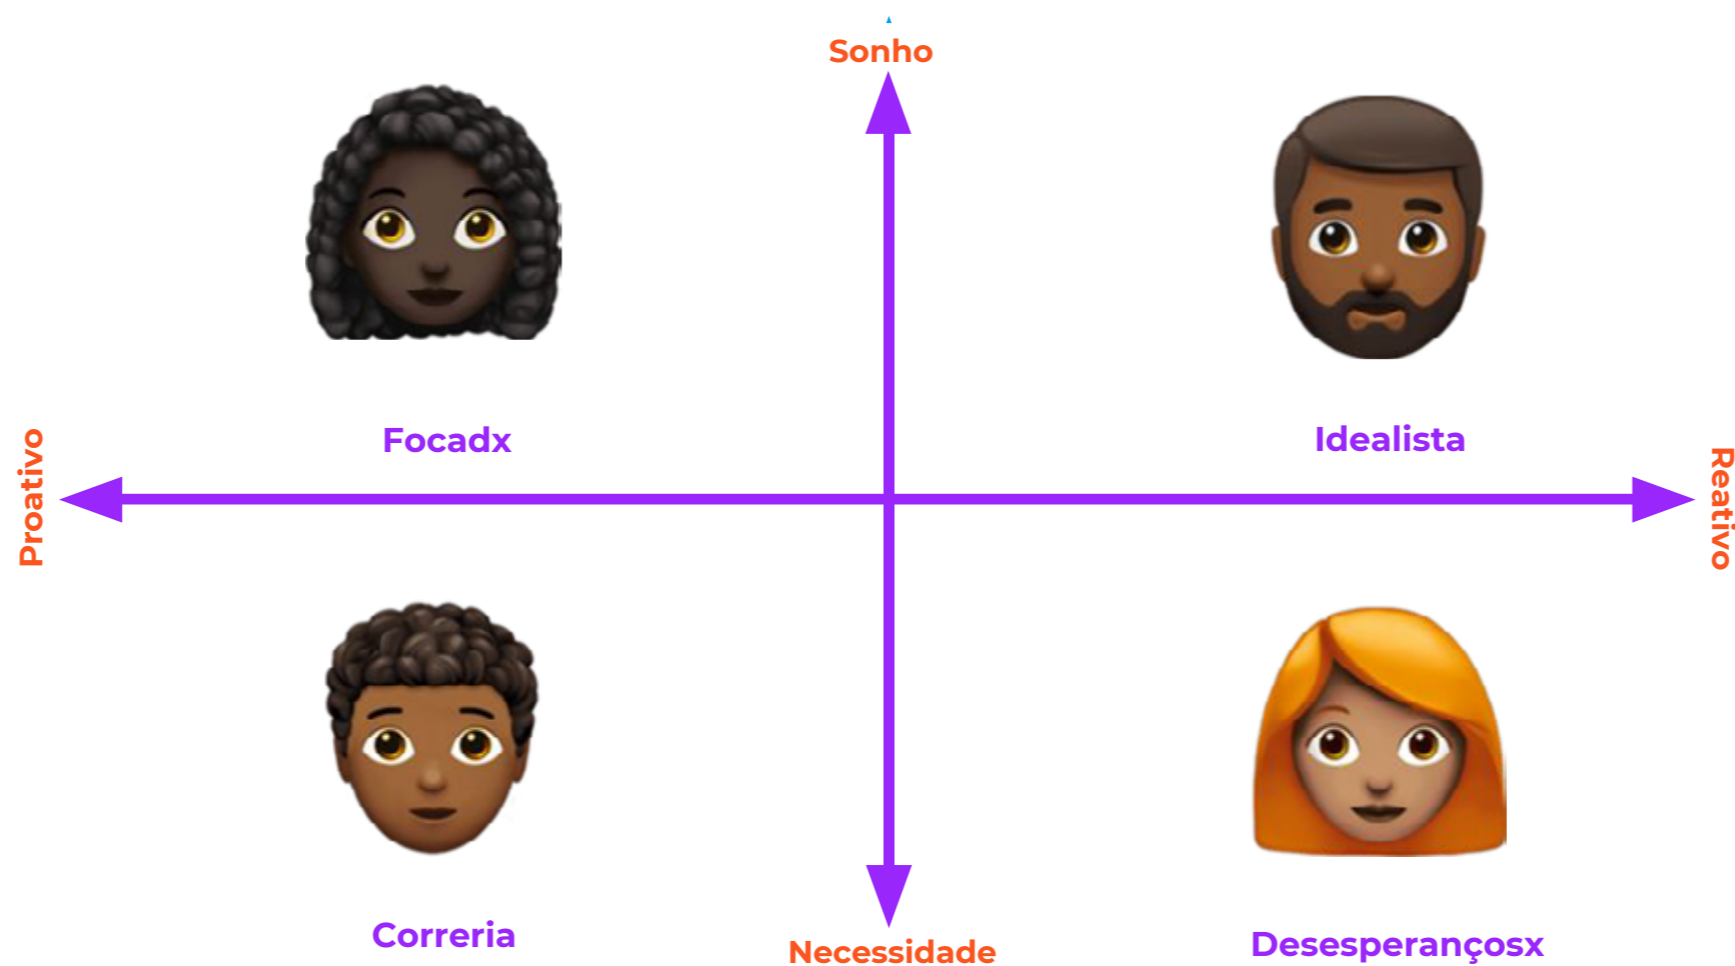 Sonho
Focadx
Idealista
Proativo
Reativo
Correria
Desesperançosx
Necessidade